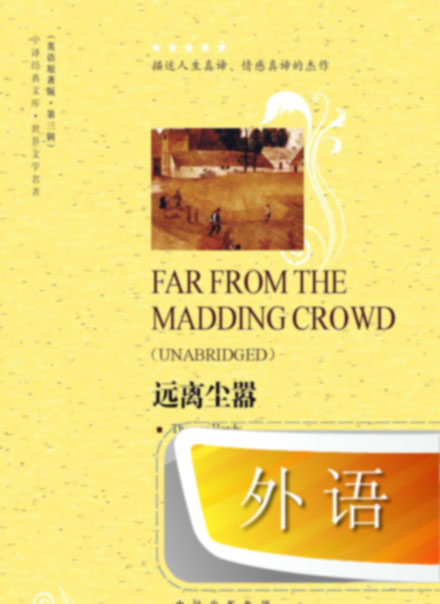 中译经典文库·世界文学名著
（英语原著版·第三辑）
描述人生真谛、情感真谛的杰作
FAR FROM THE
MADDING CROWD
(UNABRIDGED)
远离尘嚣
外语